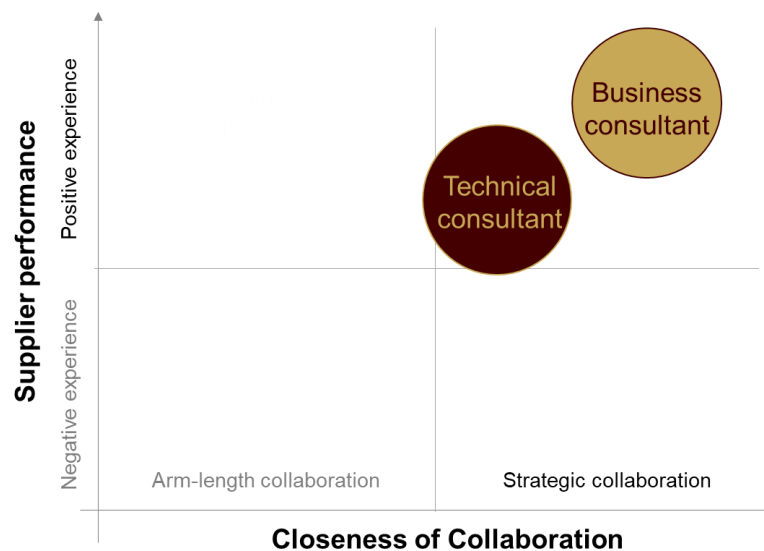 Supplier performance
Positive experience
Negative experience
Business
consultant
Technical
consultant
Arm-length collaboration
Strategic collaboration
Closeness of Collaboration